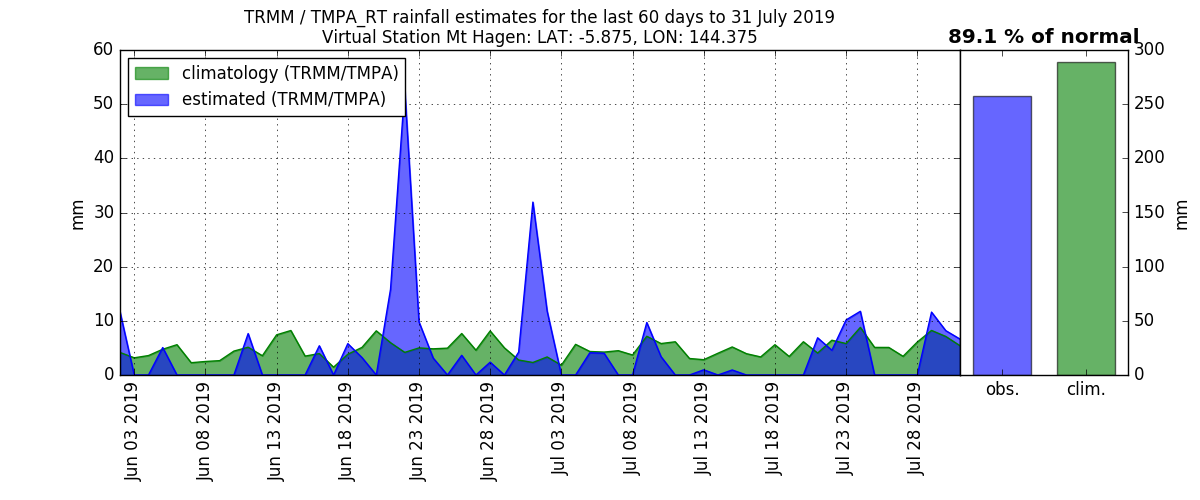 TRMM / TMPA_RT rainfall estimates for the last 60 days to 31 July 2019
Virtual Station Mt Hagen: LAT: -5.875, LON: 144.375
89.1 % of normal
climatology (TRMM/TMPA)
estimated (TRMM/TMPA)
60
50
40
30
20
10
0
mm
Jun 03 2019
Jun 08 2019
Jun 13 2019
Jun 18 2019
Jun 23 2019
Jun 28 2019
Jul 03 2019
Jul 08 2019
Jul 13 2019
Jul 18 2019
Jul 23 2019
Jul 28 2019
obs.
clim.
300
250
200
150
100
50
0
mm